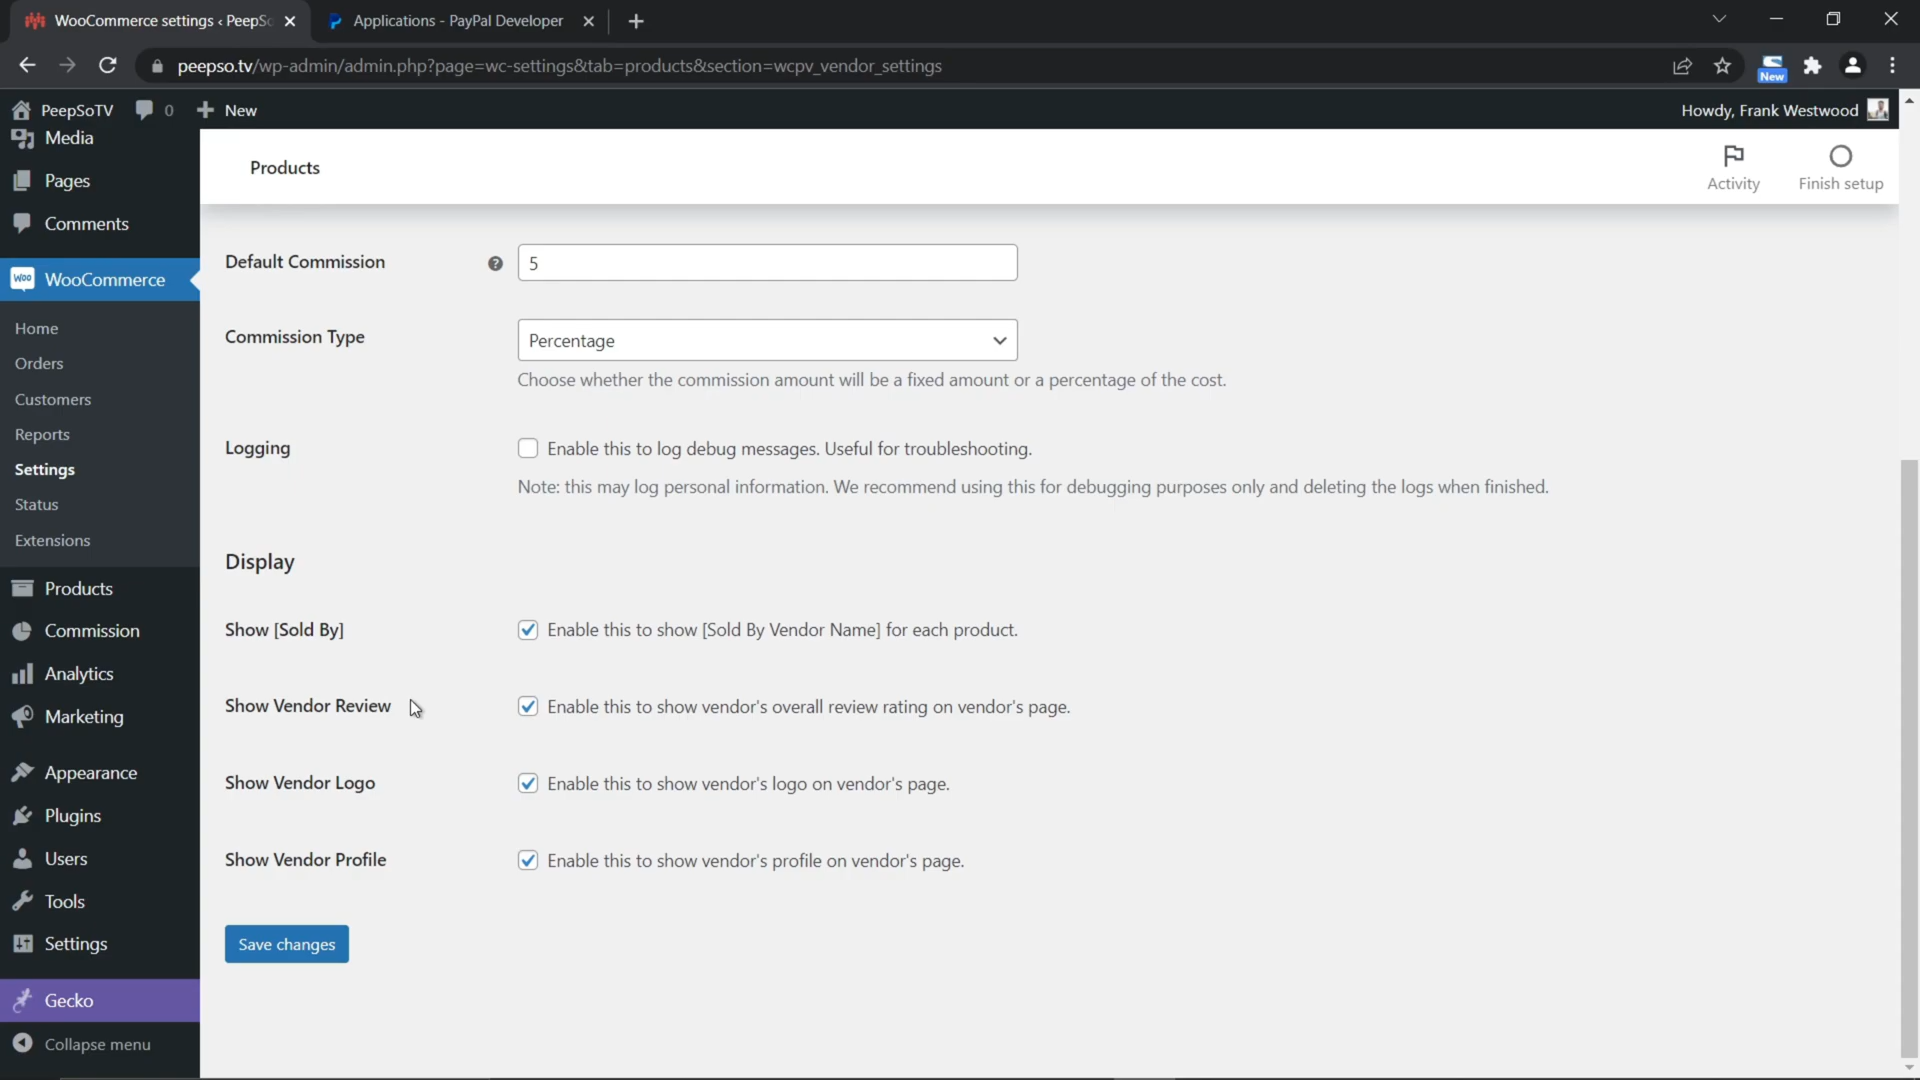 WooCommerce settings ‹ PeepSo
Applications - PayPal Developer
peepso.tv/wp-admin/admin.php?page=wc-settings&tab=products&section=wcpv_vendor_settings
New
PeepSoTV
0
New
Howdy, Frank Westwood
Media
Pages
Comments
Woo
WooCommerce
Home
Orders
Customers
Reports
Settings
Status
Extensions
Products
Commission
Analytics
Marketing
Appearance
Plugins
Users
Tools
Settings
Gecko
Collapse menu
Products
Activity
Finish setup
Default Commission
?
5
Commission Type
Percentage
Choose whether the commission amount will be a fixed amount or a percentage of the cost.
Logging
Enable this to log debug messages. Useful for troubleshooting.
Note: this may log personal information. We recommend using this for debugging purposes only and deleting the logs when finished.
Display
Show [Sold By]
Enable this to show [Sold By Vendor Name] for each product.
Show Vendor Review
Enable this to show vendor's overall review rating on vendor's page.
Show Vendor Logo
Enable this to show vendor's logo on vendor's page.
Show Vendor Profile
Enable this to show vendor's profile on vendor's page.
Save changes